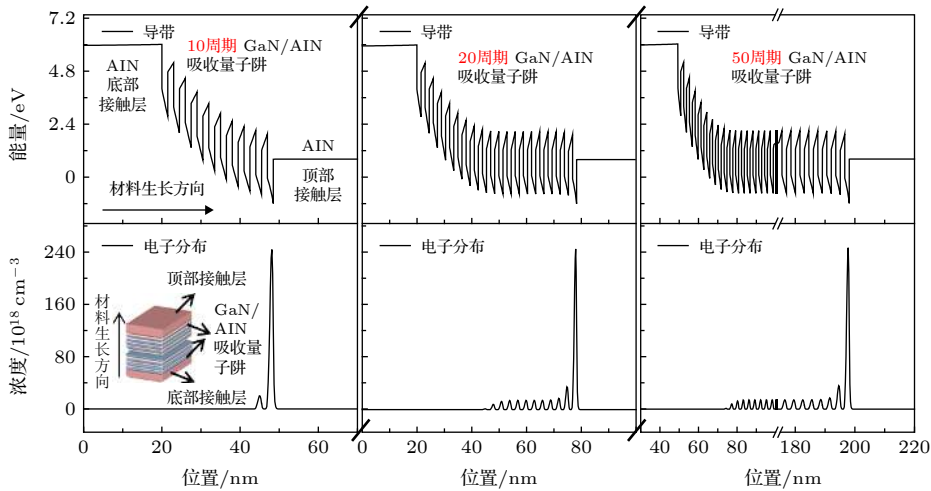 7.2
4.8
2.4
0
能量/eV
导带
10周期 GaN/AlN
吸收量子阱
AlN
底部
接触层
AlN
顶部
接触层
材料生长方向
导带
20周期 GaN/AlN
吸收量子阱
导带
50周期 GaN/AlN
吸收量子阱
240
160
80
0
浓度/10¹⁸ cm⁻³
电子分布
顶部接触层
GaN/
AlN
吸收量
子阱
底部接触层
材料生长方向
电子分布
电子分布
0 20 40 60
0 20 40 60 80
40 60 80 180 200 220
位置/nm
位置/nm
位置/nm